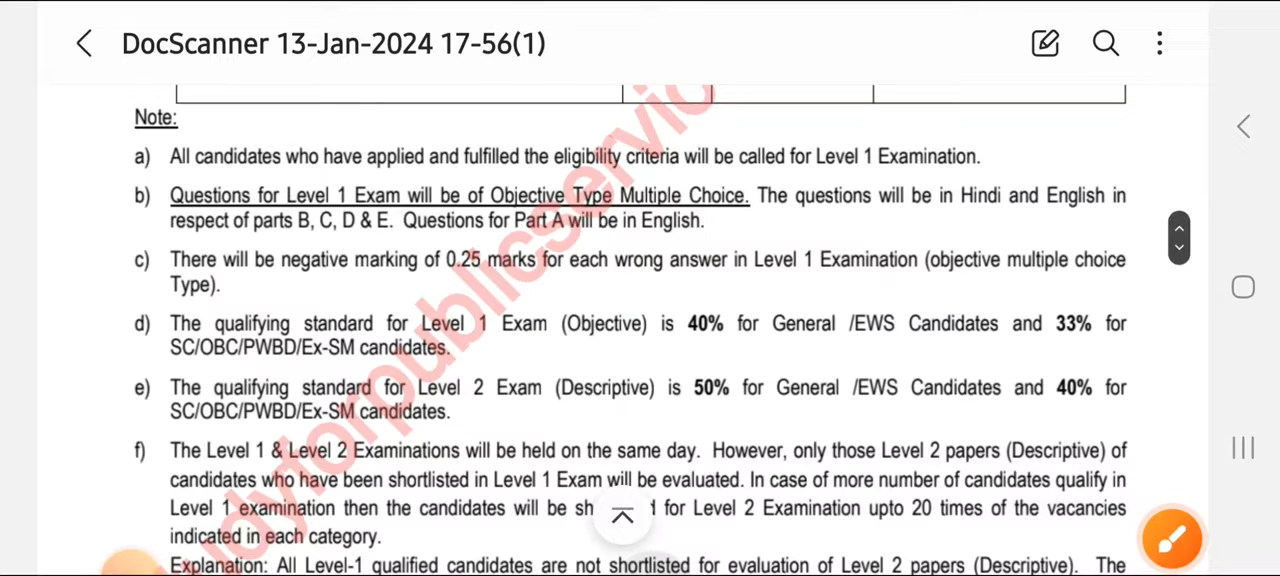 DocScanner 13-Jan-2024 17-56(1)
Note:
a) All candidates who have applied and fulfilled the eligibility criteria will be called for Level 1 Examination.
b) Questions for Level 1 Exam will be of Objective Type Multiple Choice. The questions will be in Hindi and English in
respect of parts B, C, D & E. Questions for Part A will be in English.
c) There will be negative marking of 0.25 marks for each wrong answer in Level 1 Examination (objective multiple choice
Type).
d) The qualifying standard for Level 1 Exam (Objective) is 40% for General /EWS Candidates and 33% for
SC/OBC/PWBD/Ex-SM candidates.
e) The qualifying standard for Level 2 Exam (Descriptive) is 50% for General /EWS Candidates and 40% for
SC/OBC/PWBD/Ex-SM candidates.
f) The Level 1 & Level 2 Examinations will be held on the same day. However, only those Level 2 papers (Descriptive) of
candidates who have been shortlisted in Level 1 Exam will be evaluated. In case of more number of candidates qualify in
Level 1 examination then the candidates will be for Level 2 Examination upto 20 times of the vacancies
indicated in each category.
Explanation: All Level-1 qualified candidates are not shortlisted for evaluation of Level 2 papers (Descriptive). The